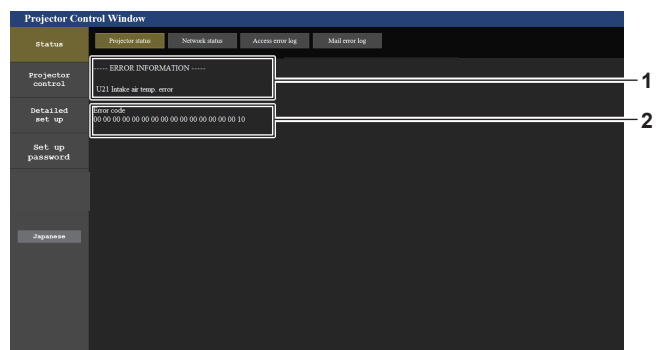 Projector Control Window
Status
Projector status
Network status
Access error log
Mail error log
----- ERROR INFORMATION -----
U21 Intake air temp. error
1
Error code
00 00 00 00 00 00 00 00 00 00 00 00 00 00 00 10
2
Projector
control
Detailed
set up
Set up
password
Japanese